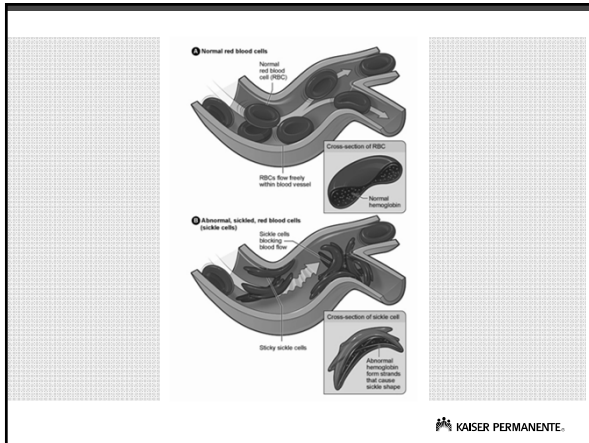 A Normal red blood cells
Normal
red blood
cell (RBC)
RBCs flow freely
within blood vessel
Cross-section of RBC
Normal
hemoglobin
B Abnormal, sickled, red blood cells
(sickle cells)
Sickle cells
blocking
blood flow
Sticky sickle cells
Cross-section of sickle cell
Abnormal
hemoglobin
form strands
that cause
sickle shape
KAISER PERMANENTE®